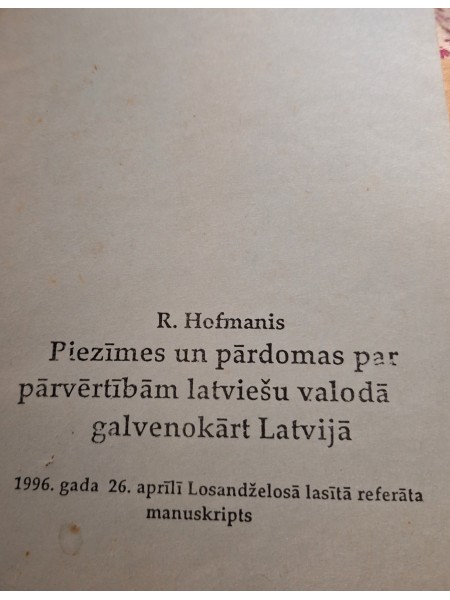 R. Hofmanis
Piezīmes un pārdomas par
pārvērtībām latviešu valodā
galvenokārt Latvijā
1996. gada 26. aprīlī Losandželosā lasītā referāta
manuskripts